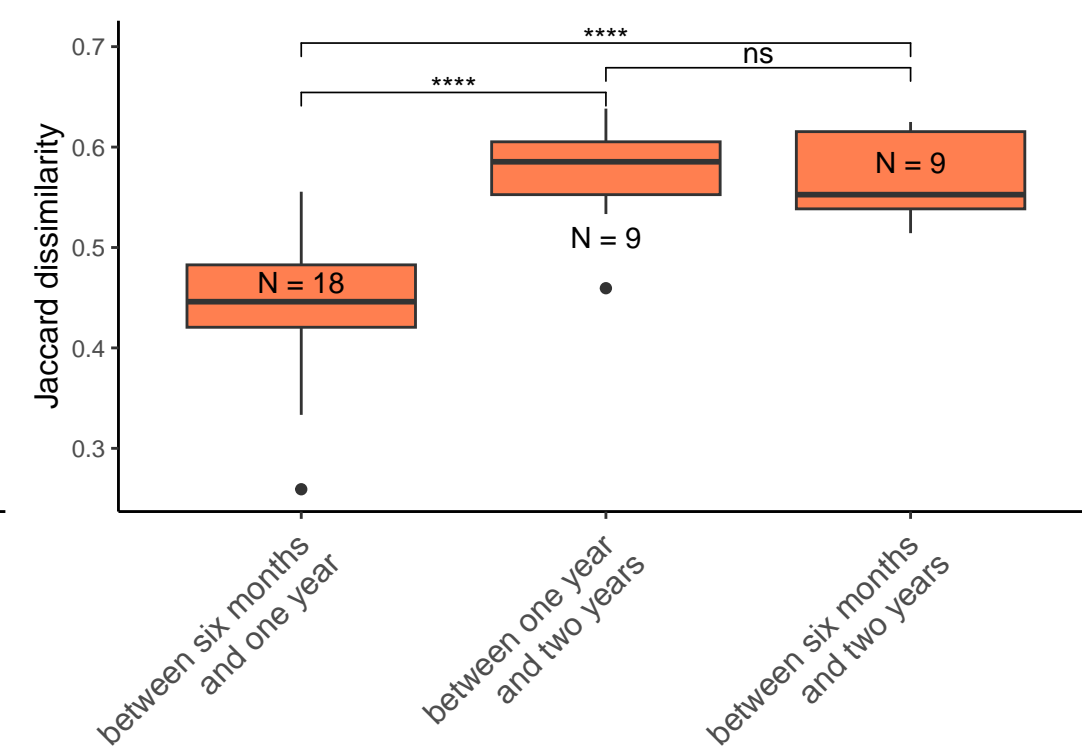 Jaccard dissimilarity
0.7
0.6
0.5
0.4
0.3
****
ns
****
N = 18
N = 9
N = 9
between six months
and one year
between one year
and two years
between six months
and two years